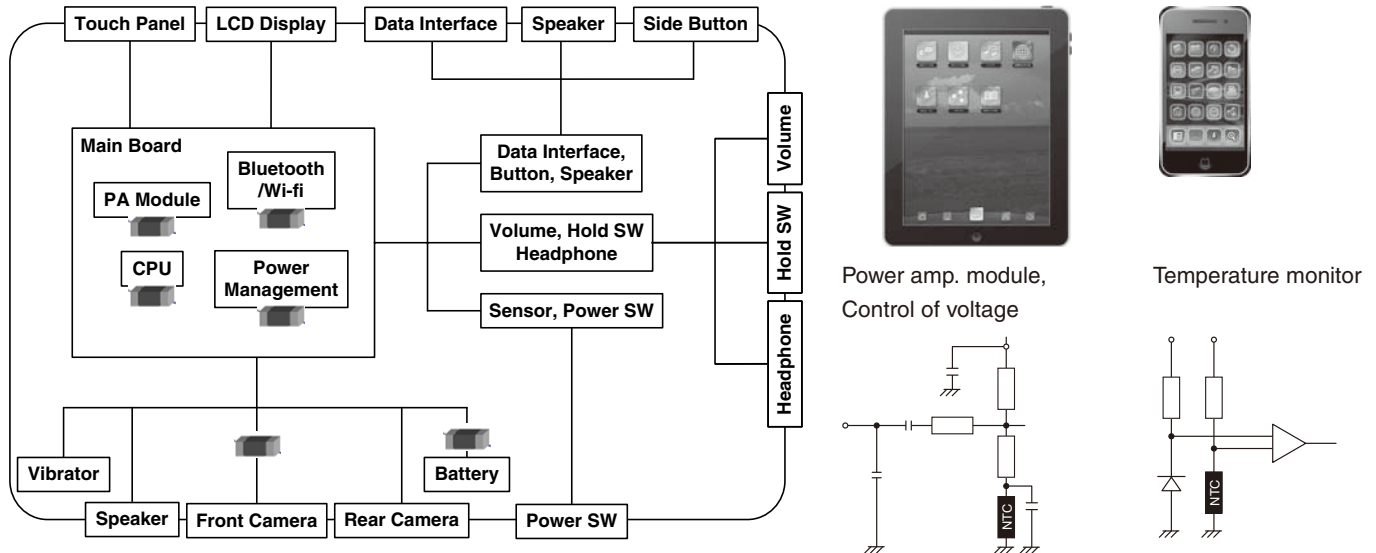 Touch Panel
LCD Display
Data Interface
Speaker
Side Button
Main Board
PA Module
Bluetooth
/Wi-fi
CPU
Power
Management
Data Interface,
Button, Speaker
Volume, Hold SW
Headphone
Sensor, Power SW
Volume
Hold SW
Headphone
Vibrator
Battery
Speaker
Front Camera
Rear Camera
Power SW
Power amp. module,
Control of voltage
Temperature monitor
NTC
NTC